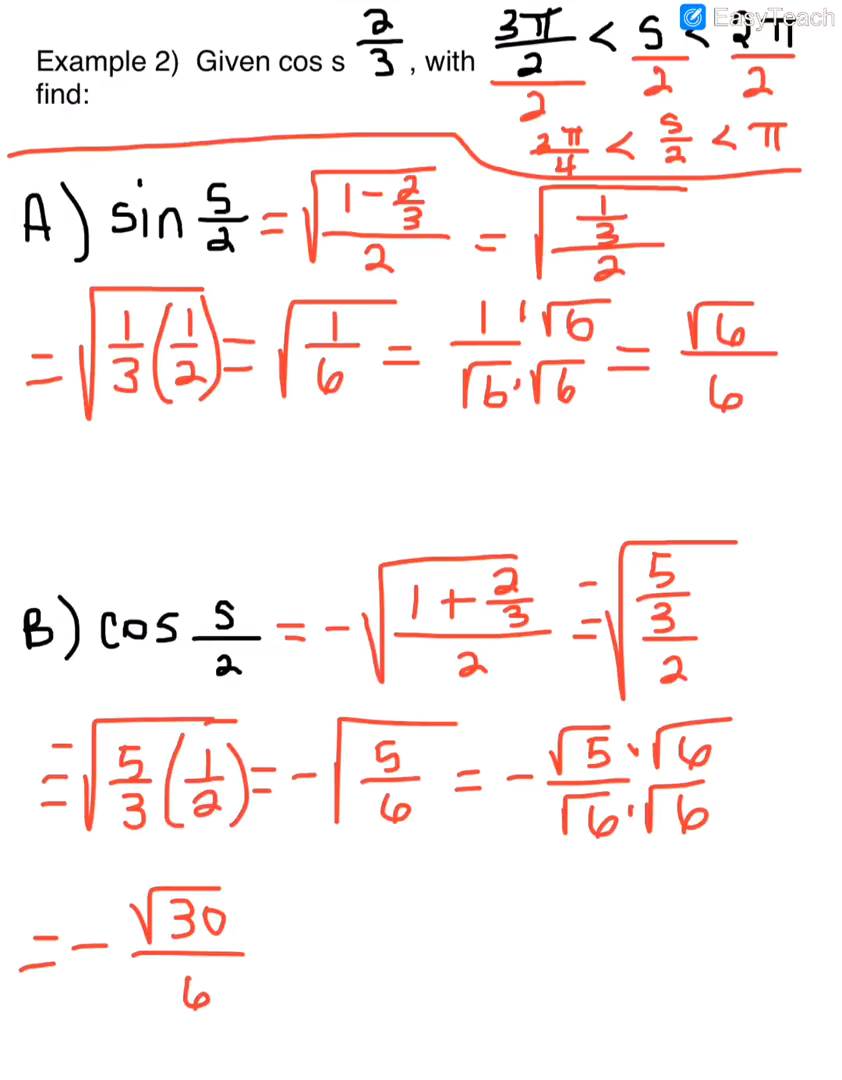 EasyTeach
Example 2) Given cos s 2/3 , with (3π/2)/2 < s/2 < 2π/2
find:
3π/4 < s/2 < π
A) sin s/2 = √((1 - 2/3)/2) = √((1/3)/2)
= √(1/3 (1/2)) = √(1/6) = (1 · √6)/(√6 · √6) = √6/6
B) cos s/2 = - √((1 + 2/3)/2) = - √((5/3)/2)
= - √(5/3 (1/2)) = - √(5/6) = - (√5 · √6)/(√6 · √6)
= - √30/6